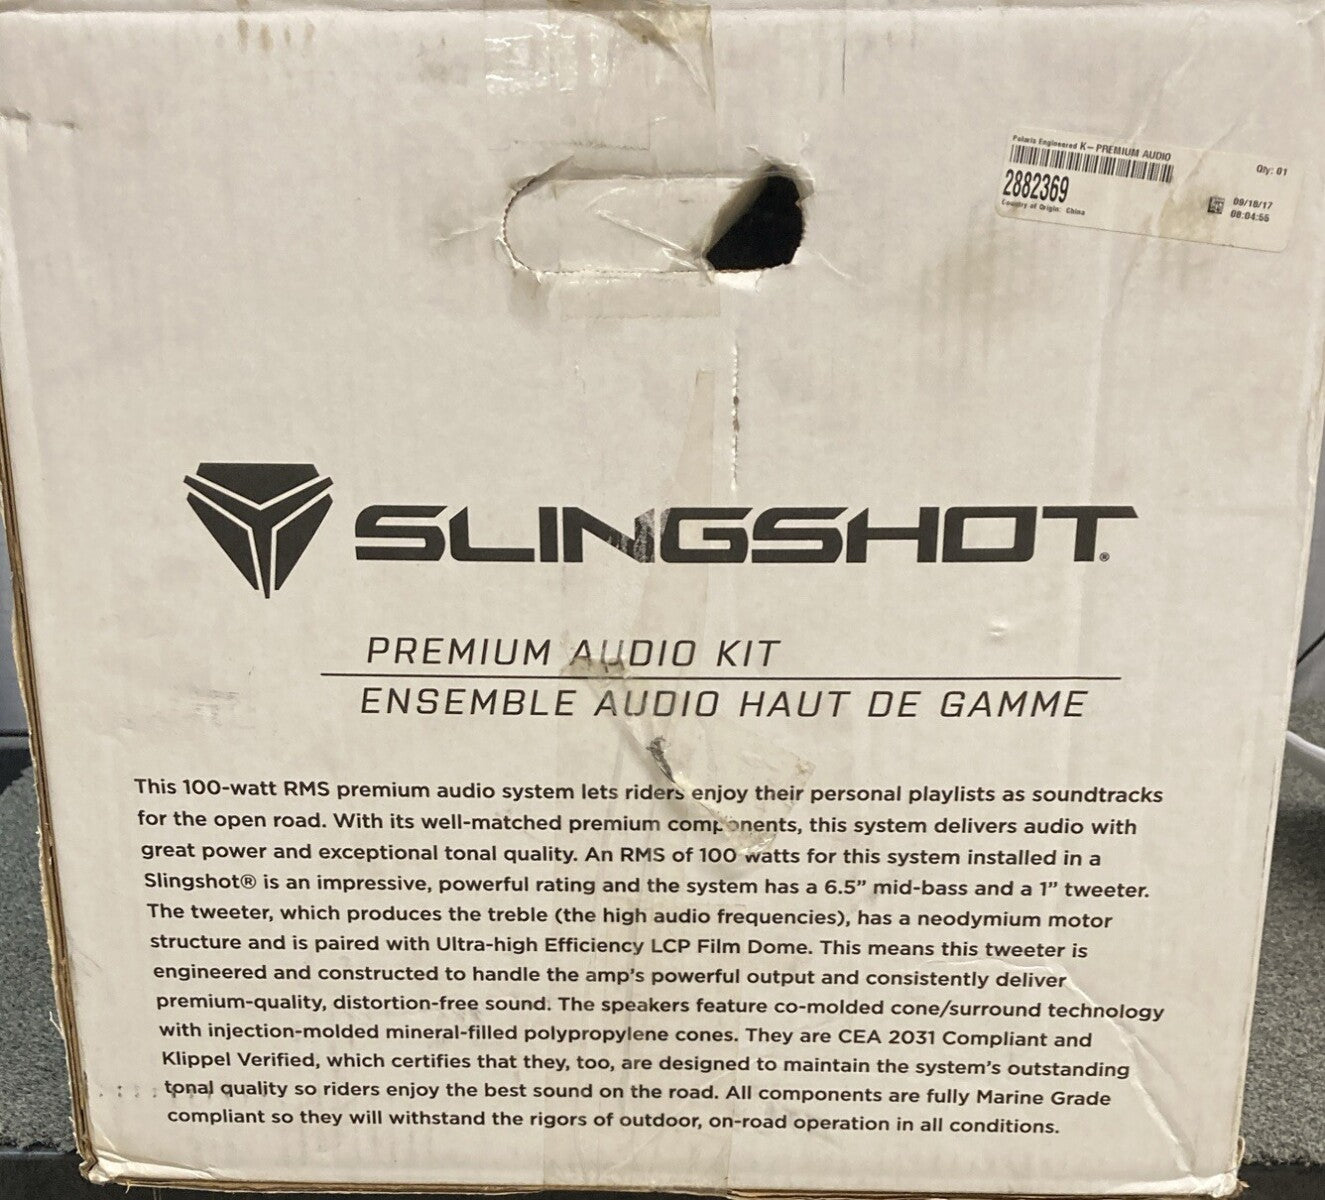 Polaris Engineered K-PREMIUM AUDIO
Qty: 01
2882369
Country of Origin: China
09/18/17
08:04:56
SLINGSHOT®
PREMIUM AUDIO KIT
ENSEMBLE AUDIO HAUT DE GAMME
This 100-watt RMS premium audio system lets riders enjoy their personal playlists as soundtracks
for the open road. With its well-matched premium components, this system delivers audio with
great power and exceptional tonal quality. An RMS of 100 watts for this system installed in a
Slingshot® is an impressive, powerful rating and the system has a 6.5” mid-bass and a 1” tweeter.
The tweeter, which produces the treble (the high audio frequencies), has a neodymium motor
structure and is paired with Ultra-high Efficiency LCP Film Dome. This means this tweeter is
engineered and constructed to handle the amp’s powerful output and consistently deliver
premium-quality, distortion-free sound. The speakers feature co-molded cone/surround technology
with injection-molded mineral-filled polypropylene cones. They are CEA 2031 Compliant and
Klippel Verified, which certifies that they, too, are designed to maintain the system’s outstanding
tonal quality so riders enjoy the best sound on the road. All components are fully Marine Grade
compliant so they will withstand the rigors of outdoor, on-road operation in all conditions.